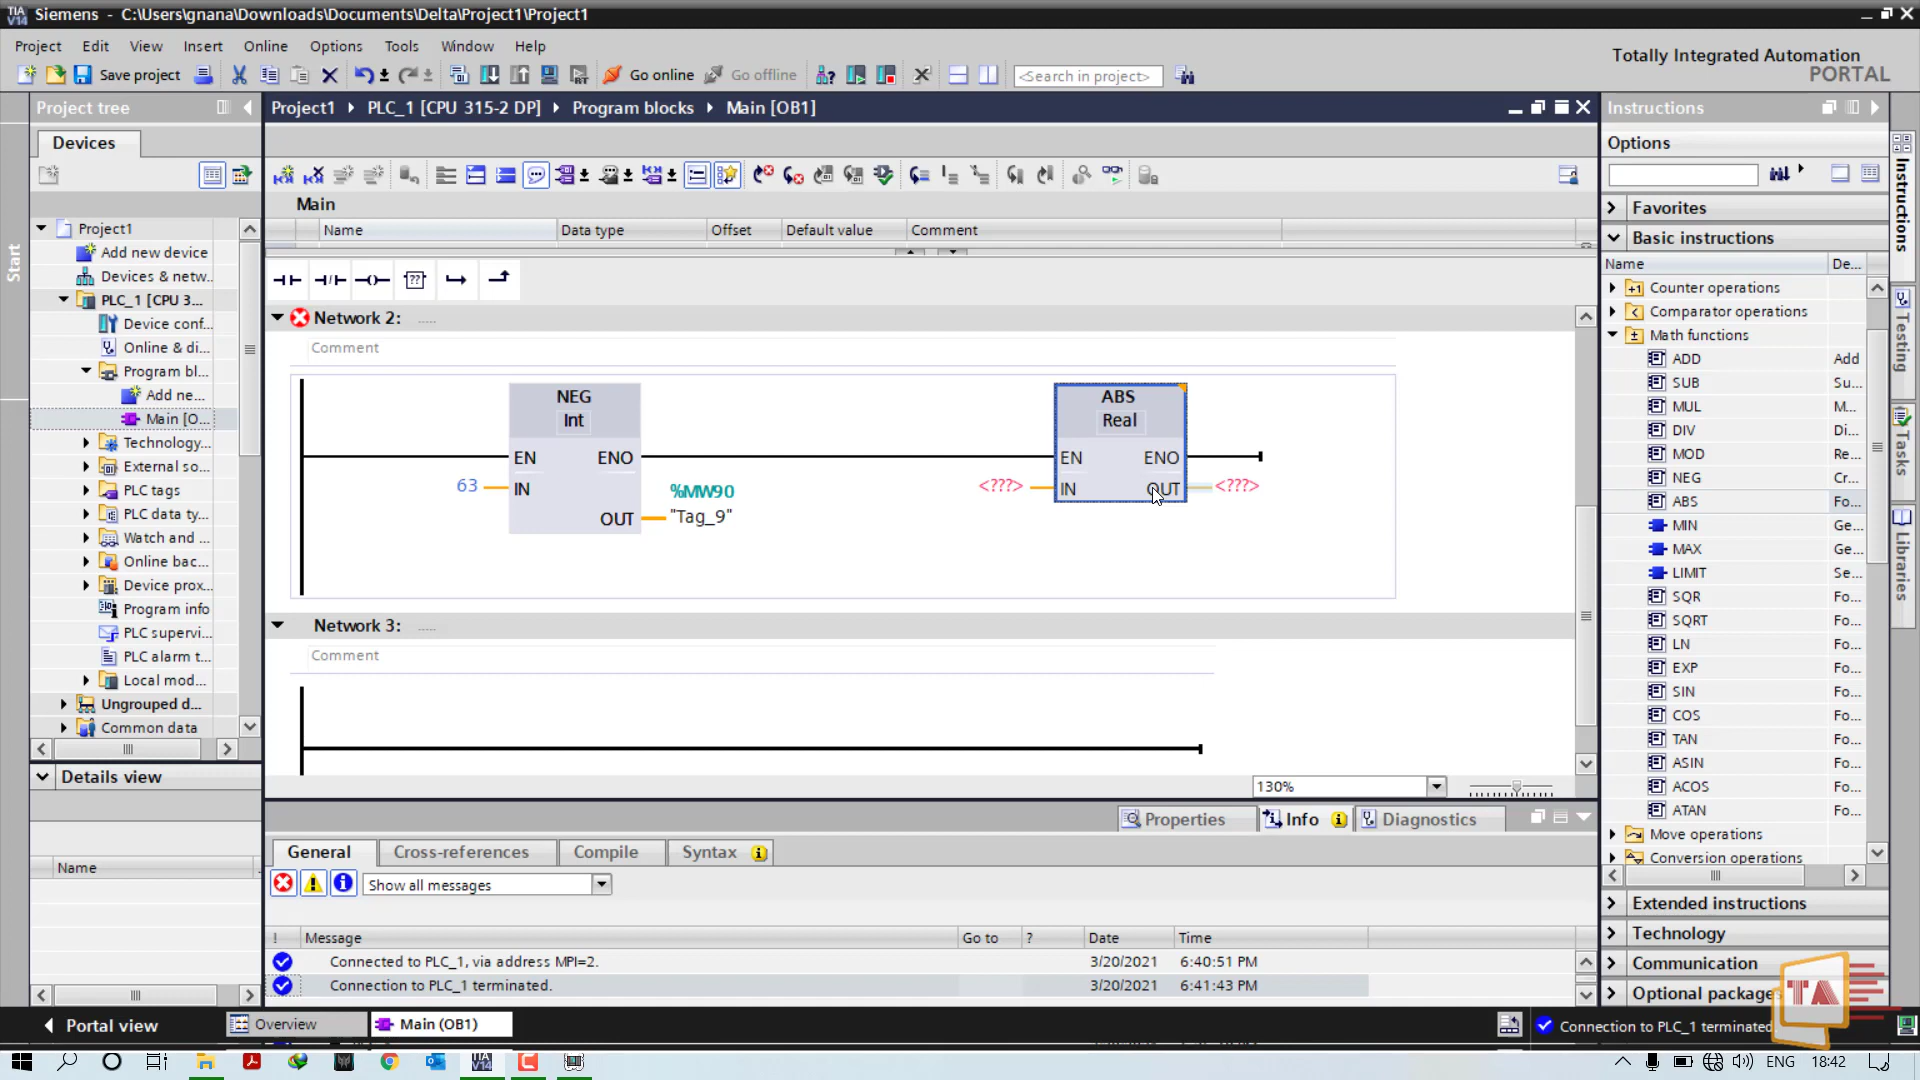 TIA V14
Siemens - C:\Users\gnana\Downloads\Documents\Delta\Project1\Project1
Project Edit View Insert Online Options Tools Window Help
Totally Integrated Automation
PORTAL
Save project
Go online
Go offline
<Search in project>
Project tree
Project1 PLC_1 [CPU 315-2 DP] Program blocks Main [OB1]
Instructions
Devices
Options
Main
Name Data type Offset Default value Comment
Start
Project1
Add new device
Devices & netw...
PLC_1 [CPU 3...
Device conf...
Online & di...
Program bl...
Add ne...
Main [O...
Technology...
External so...
PLC tags
PLC data ty...
Watch and ...
Online bac...
Device prox...
Program info
PLC supervi...
PLC alarm t...
Local mod...
Ungrouped d...
Common data
Details view
Name
Network 2: .....
Comment
NEG
Int
EN ENO
63 IN
OUT
%MW90
"Tag_9"
ABS
Real
EN ENO
<???> IN OUT <???>
Network 3: .....
Comment
130%
Properties
Info
Diagnostics
General
Cross-references
Compile
Syntax
Show all messages
! Message Go to ? Date Time
Connected to PLC_1, via address MPI=2. 3/20/2021 6:40:51 PM
Connection to PLC_1 terminated. 3/20/2021 6:41:43 PM
Favorites
Basic instructions
Name De...
Counter operations
Comparator operations
Math functions
ADD Add
SUB Su...
MUL M...
DIV Di...
MOD Re...
NEG Cr...
ABS Fo...
MIN Ge...
MAX Ge...
LIMIT Se...
SQR Fo...
SQRT Fo...
LN Fo...
EXP Fo...
SIN Fo...
COS Fo...
TAN Fo...
ASIN Fo...
ACOS Fo...
ATAN Fo...
Move operations
Conversion operations
Extended instructions
Technology
Communication
Optional packages
Instructions
Testing
Tasks
Libraries
TA
Portal view
Overview
Main (OB1)
Connection to PLC_1 terminated
TIA V14
ENG
18:42